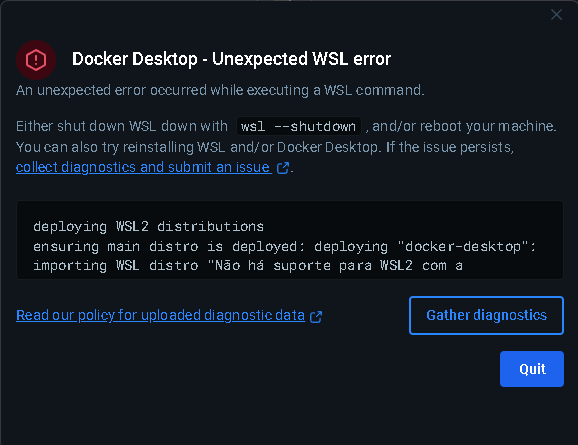 Docker Desktop - Unexpected WSL error
An unexpected error occurred while executing a WSL command.
Either shut down WSL down with wsl --shutdown , and/or reboot your machine.
You can also try reinstalling WSL and/or Docker Desktop. If the issue persists,
collect diagnostics and submit an issue .
deploying WSL2 distributions
ensuring main distro is deployed: deploying "docker-desktop":
importing WSL distro "Não há suporte para WSL2 com a
Read our policy for uploaded diagnostic data
Gather diagnostics
Quit